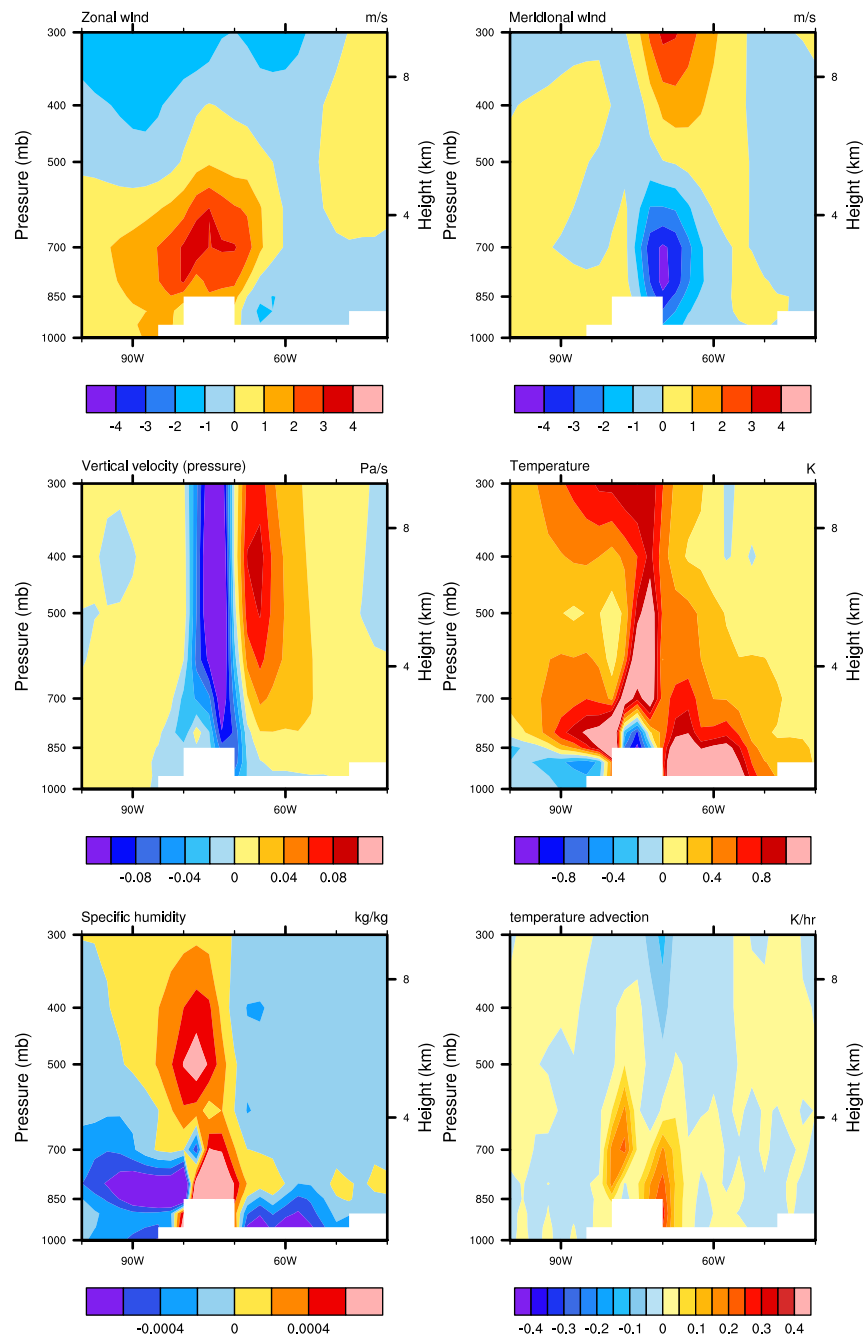 Zonal wind m/s
300
400
500
700
850
1000
Pressure (mb)
8
4
Height (km)
90W 60W
-4 -3 -2 -1 0 1 2 3 4
Meridional wind m/s
300
400
500
700
850
1000
Pressure (mb)
8
4
Height (km)
90W 60W
-4 -3 -2 -1 0 1 2 3 4
Vertical velocity (pressure) Pa/s
300
400
500
700
850
1000
Pressure (mb)
8
4
Height (km)
90W 60W
-0.08 -0.04 0 0.04 0.08
Temperature K
300
400
500
700
850
1000
Pressure (mb)
8
4
Height (km)
90W 60W
-0.8 -0.4 0 0.4 0.8
Specific humidity kg/kg
300
400
500
700
850
1000
Pressure (mb)
8
4
Height (km)
90W 60W
-0.0004 0 0.0004
temperature advection K/hr
300
400
500
700
850
1000
Pressure (mb)
8
4
Height (km)
90W 60W
-0.4 -0.3 -0.2 -0.1 0 0.1 0.2 0.3 0.4